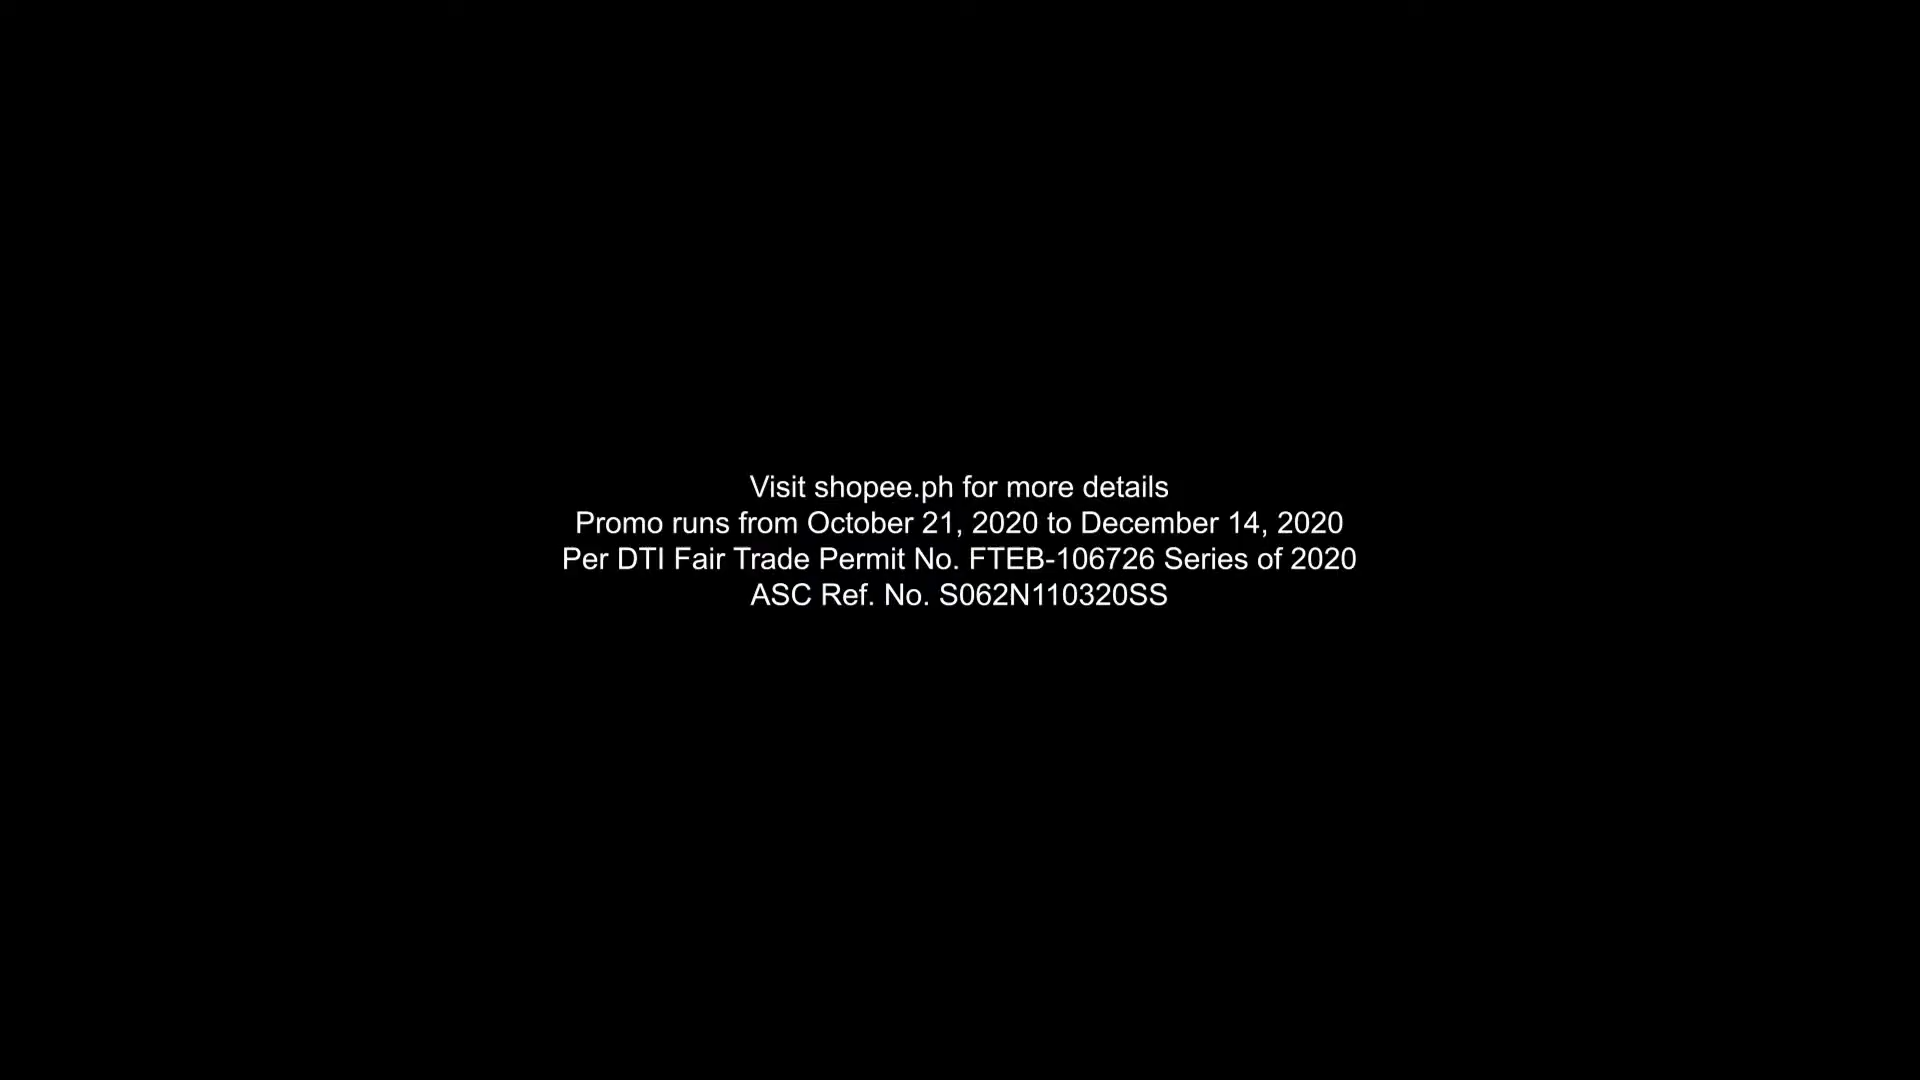 Visit shopee.ph for more details
Promo runs from October 21, 2020 to December 14, 2020
Per DTI Fair Trade Permit No. FTEB-106726 Series of 2020
ASC Ref. No. S062N110320SS